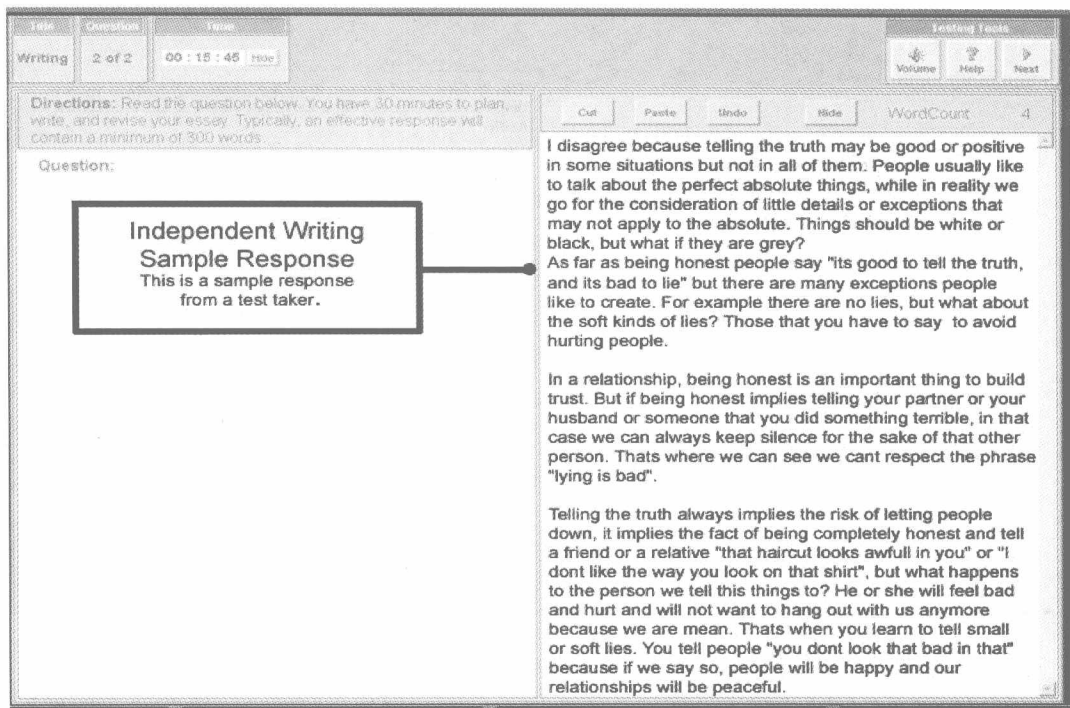 Title Question Time Testing Tools
Writing 2 of 2 00 : 15 : 45 Hide Volume Help Next
Directions: Read the question below. You have 30 minutes to plan,
write, and revise your essay. Typically, an effective response will
contain a minimum of 300 words.
Question:
Independent Writing
Sample Response
This is a sample response
from a test taker.
Cut Paste Undo Hide WordCount 4
I disagree because telling the truth may be good or positive
in some situations but not in all of them. People usually like
to talk about the perfect absolute things, while in reality we
go for the consideration of little details or exceptions that
may not apply to the absolute. Things should be white or
black, but what if they are grey?
As far as being honest people say "its good to tell the truth,
and its bad to lie" but there are many exceptions people
like to create. For example there are no lies, but what about
the soft kinds of lies? Those that you have to say to avoid
hurting people.
In a relationship, being honest is an important thing to build
trust. But if being honest implies telling your partner or your
husband or someone that you did something terrible, in that
case we can always keep silence for the sake of that other
person. Thats where we can see we cant respect the phrase
"lying is bad".
Telling the truth always implies the risk of letting people
down, it implies the fact of being completely honest and tell
a friend or a relative "that haircut looks awfull in you" or "I
dont like the way you look on that shirt", but what happens
to the person we tell this things to? He or she will feel bad
and hurt and will not want to hang out with us anymore
because we are mean. Thats when you learn to tell small
or soft lies. You tell people "you dont look that bad in that"
because if we say so, people will be happy and our
relationships will be peaceful.